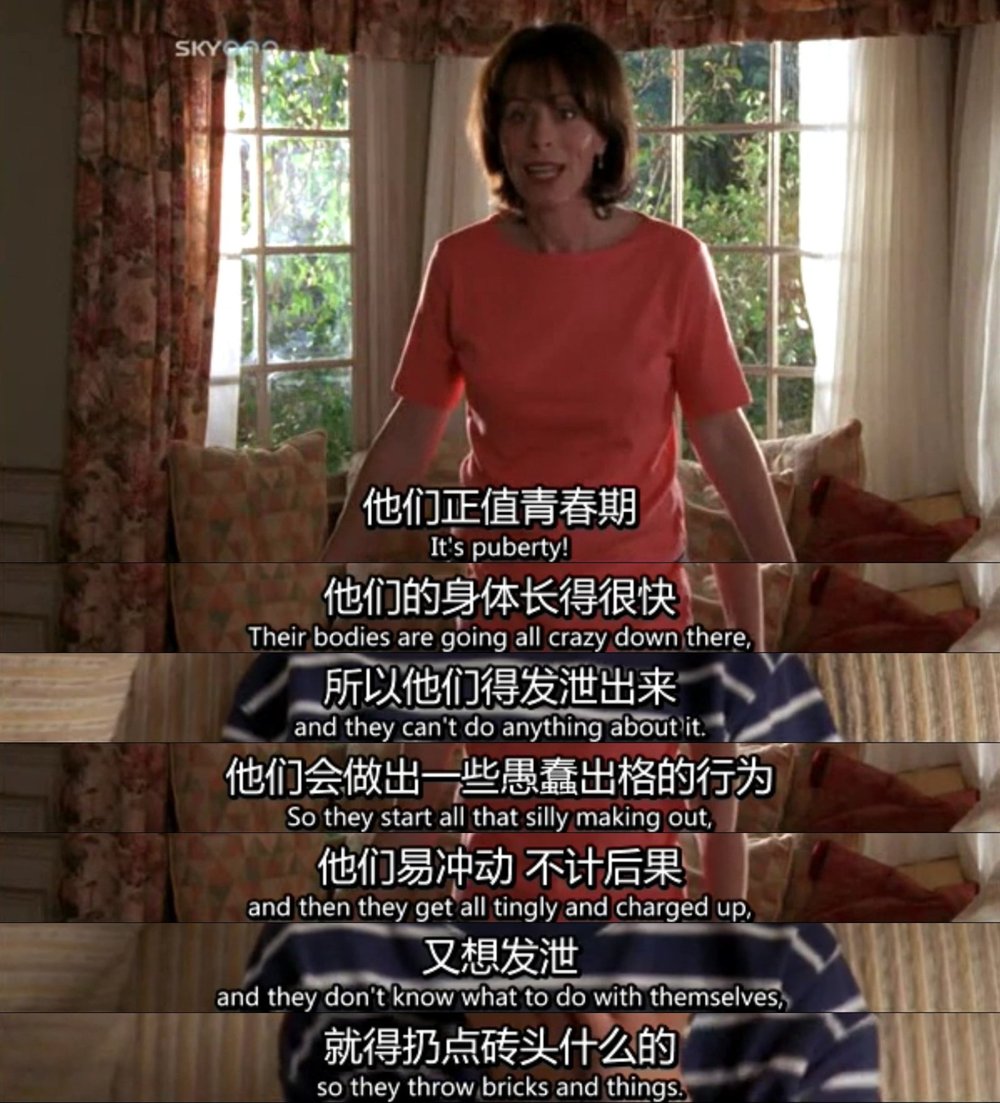 SKY one
他们正值青春期
It's puberty!
他们的身体长得很快
Their bodies are going all crazy down there,
所以他们得发泄出来
and they can't do anything about it.
他们会做出一些愚蠢出格的行为
So they start all that silly making out,
他们易冲动 不计后果
and then they get all tingly and charged up,
又想发泄
and they don't know what to do with themselves,
就得扔点砖头什么的
so they throw bricks and things.